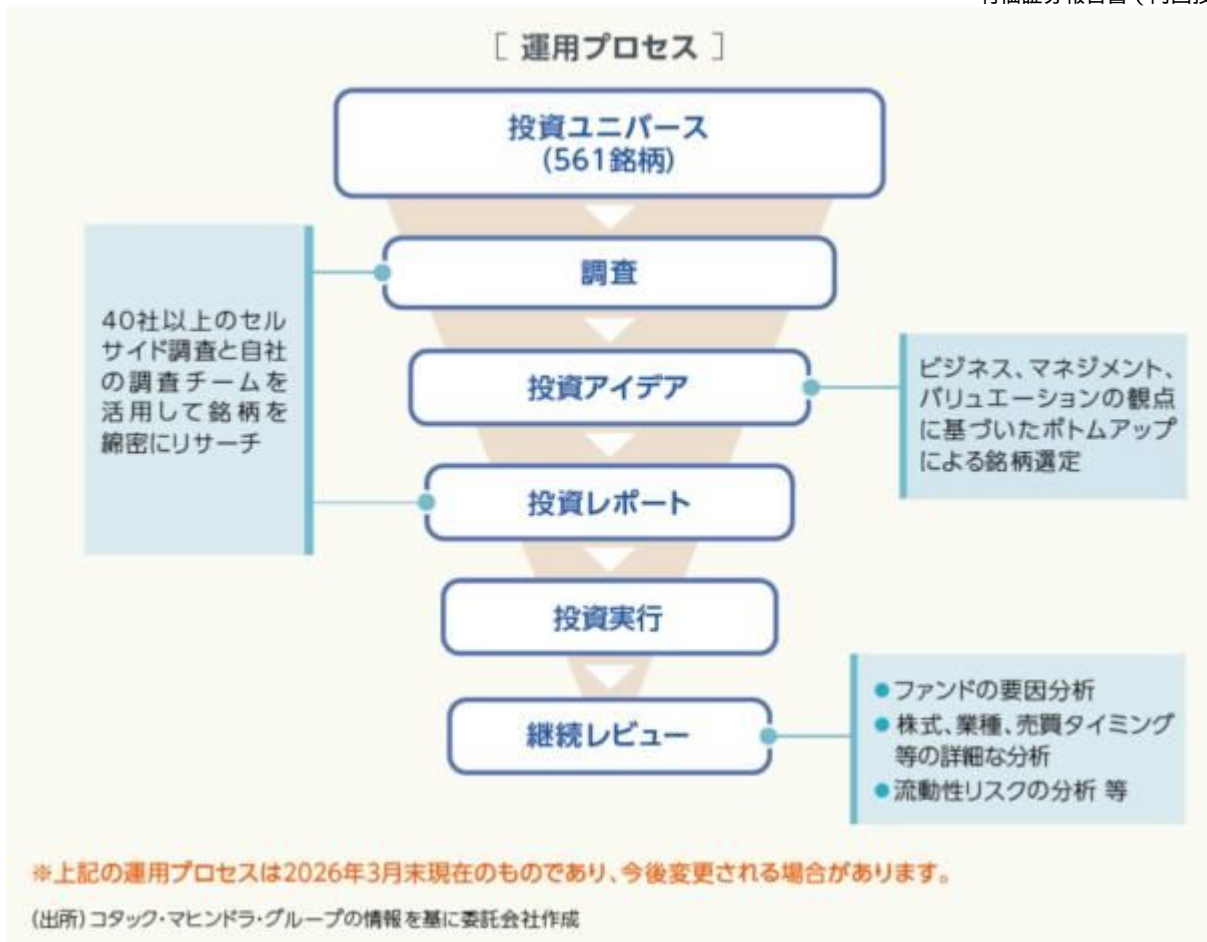 有価証券報告書（内国投
［ 運用プロセス ］
投資ユニバース
(561銘柄)
調査
40社以上のセル
サイド調査と自社
の調査チームを
活用して銘柄を
綿密にリサーチ
投資アイデア
ビジネス、マネジメント、
バリュエーションの観点
に基づいたボトムアップ
による銘柄選定
投資レポート
投資実行
継続レビュー
●ファンドの要因分析
●株式、業種、売買タイミング
等の詳細な分析
●流動性リスクの分析 等
※上記の運用プロセスは2026年3月末現在のものであり、今後変更される場合があります。
(出所)コタック・マヒンドラ・グループの情報を基に委託会社作成